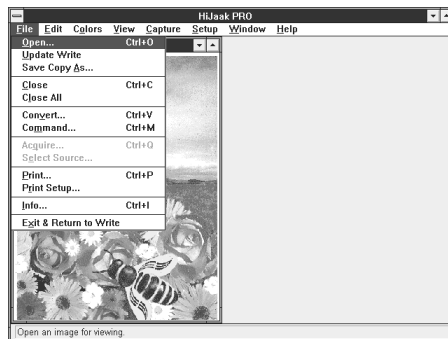 HiJaak PRO
File Edit Colors View Capture Setup Window Help
Open... Ctrl+O
Update Write
Save Copy As...
Close Ctrl+C
Close All
Convert... Ctrl+V
Command... Ctrl+M
Acquire... Ctrl+Q
Select Source...
Print... Ctrl+P
Print Setup...
Info... Ctrl+I
Exit & Return to Write
Open an image for viewing.